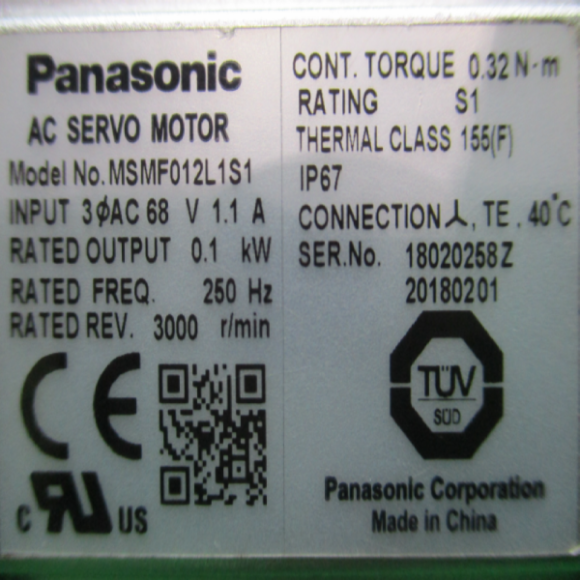 Panasonic
AC SERVO MOTOR
Model No. MSMF012L1S1
INPUT 3ϕAC 68 V 1.1 A
RATED OUTPUT 0.1 kW
RATED FREQ. 250 Hz
RATED REV. 3000 r/min
CE
C RU US
CONT. TORQUE 0.32 N·m
RATING S1
THERMAL CLASS 155(F)
IP67
CONNECTION⅄, TE . 40°C
SER.No. 18020258Z
20180201
TÜV
SÜD
Panasonic Corporation
Made in China